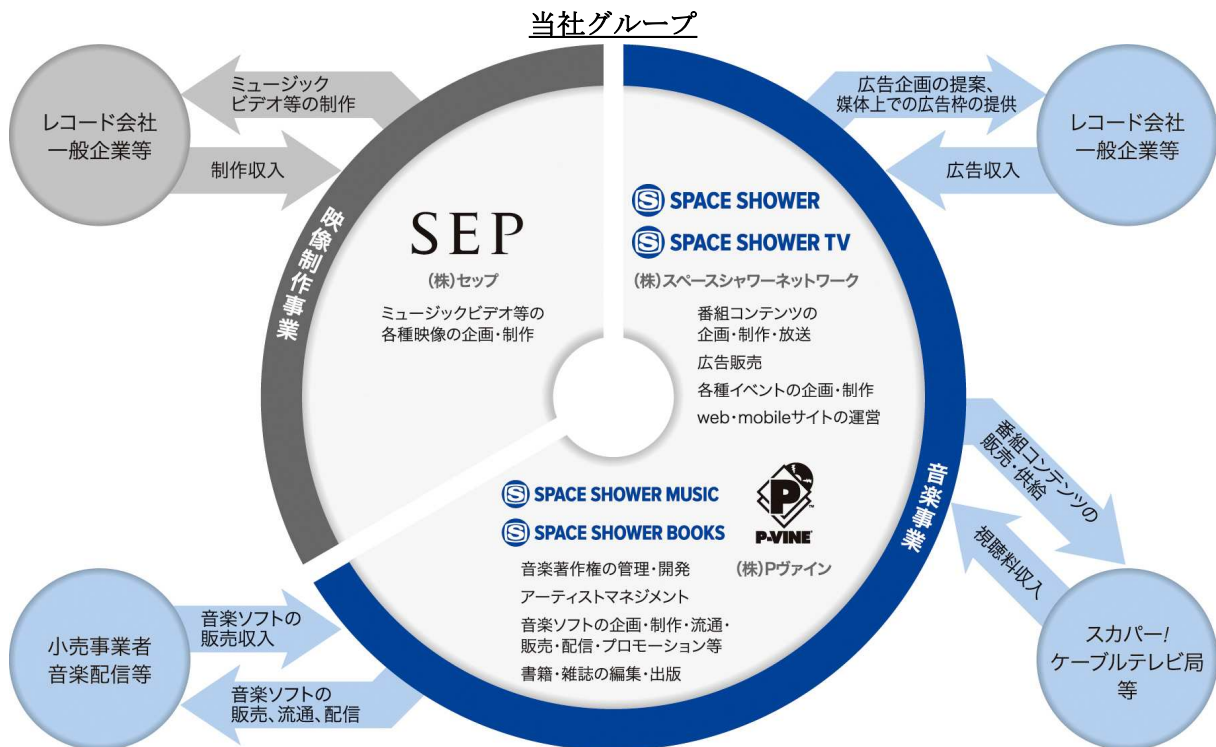 当社グループ
レコード会社
一般企業等
ミュージック
ビデオ等の制作
制作収入
映像制作事業
SEP
(株)セップ
ミュージックビデオ等の
各種映像の企画・制作
広告企画の提案、
媒体上での広告枠の提供
広告収入
レコード会社
一般企業等
S SPACE SHOWER
S SPACE SHOWER TV
(株)スペースシャワーネットワーク
番組コンテンツの
企画・制作・放送
広告販売
各種イベントの企画・制作
web・mobileサイトの運営
音楽事業
番組コンテンツの
販売・供給
視聴料収入
スカパー!
ケーブルテレビ局
等
S SPACE SHOWER MUSIC
S SPACE SHOWER BOOKS
P
P-VINE
(株)Pヴァイン
音楽著作権の管理・開発
アーティストマネジメント
音楽ソフトの企画・制作・流通・
販売・配信・プロモーション等
書籍・雑誌の編集・出版
小売事業者
音楽配信等
音楽ソフトの
販売収入
音楽ソフトの
販売、流通、配信